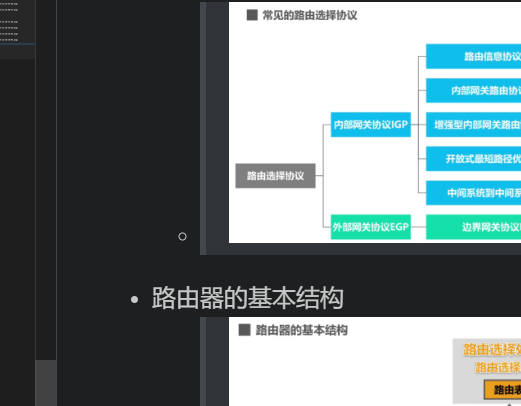 常见的路由选择协议
路由信息协议
内部网关路由协
内部网关协议IGP
增强型内部网关路由
开放式最短路径优
路由选择协议
中间系统到中间系
外部网关协议EGP
边界网关协议
路由器的基本结构
路由器的基本结构
路由选择
路由选择
路由表